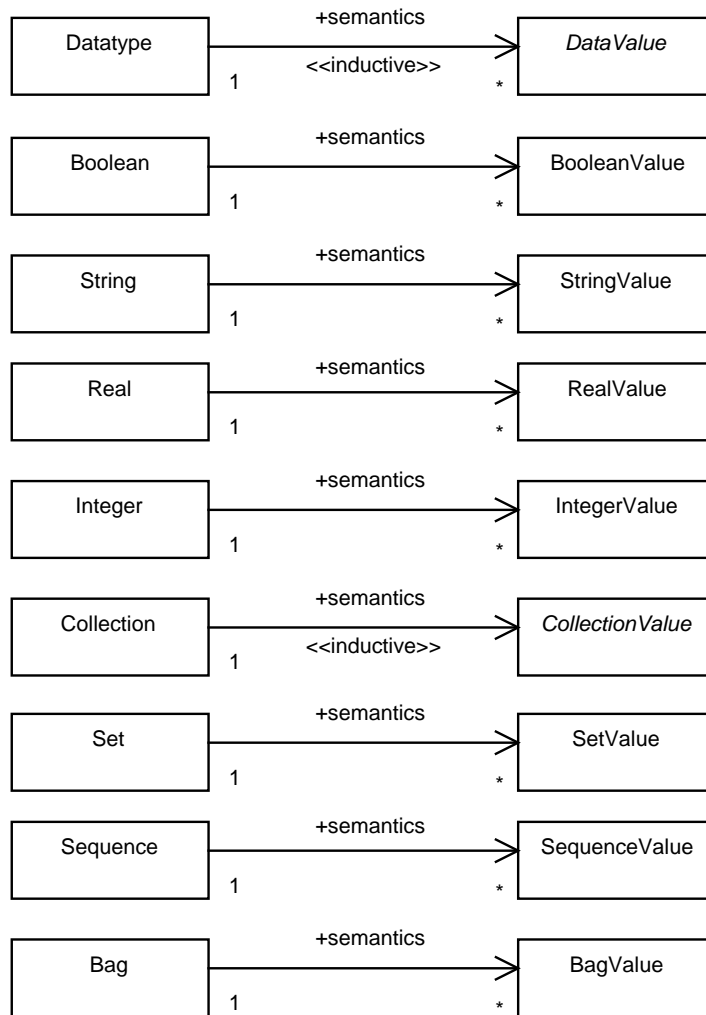 +semantics
Datatype DataValue
<<inductive>>
1 *
+semantics
Boolean BooleanValue
1 *
+semantics
String StringValue
1 *
+semantics
Real RealValue
1 *
+semantics
Integer IntegerValue
1 *
+semantics
Collection CollectionValue
<<inductive>>
1 *
+semantics
Set SetValue
1 *
+semantics
Sequence SequenceValue
1 *
+semantics
Bag BagValue
1 *